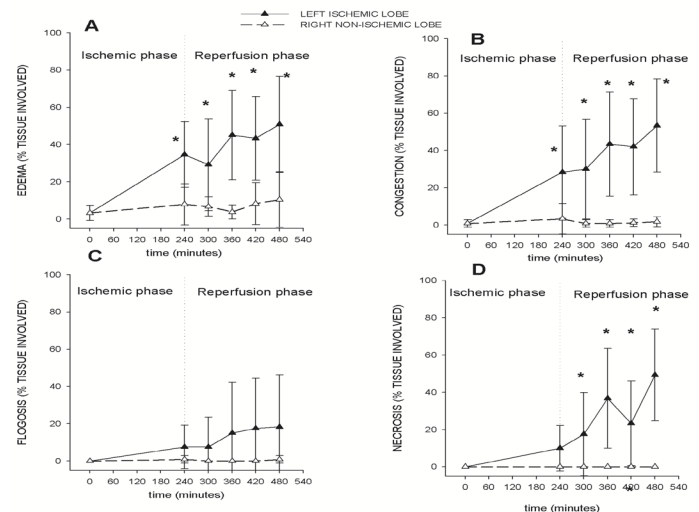 LEFT ISCHEMIC LOBE
RIGHT NON-ISCHEMIC LOBE
A
Ischemic phase
Reperfusion phase
EDEMA (% TISSUE INVOLVED)
100
80
60
40
20
0
* * * * *
0 60 120 180 240 300 360 420 480 540
time (minutes)
B
Ischemic phase
Reperfusion phase
CONGESTION (% TISSUE INVOLVED)
100
80
60
40
20
0
* * * * *
0 60 120 180 240 300 360 420 480 540
time (minutes)
C
Ischemic phase
Reperfusion phase
FLOGOSIS (% TISSUE INVOLVED)
100
80
60
40
20
0
0 60 120 180 240 300 360 420 480 540
time (minutes)
D
Ischemic phase
Reperfusion phase
NECROSIS (% TISSUE INVOLVED)
100
80
60
40
20
0
* * * *
0 60 120 180 240 300 360 420 480 540
*
time (minutes)